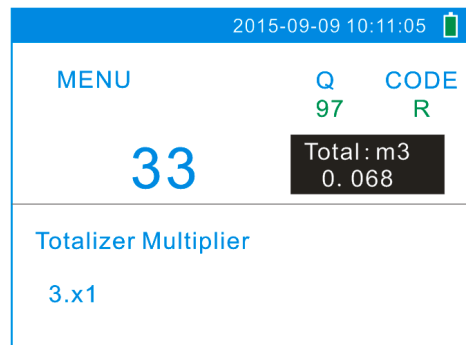 2015-09-09 10:11:05
MENU
Q CODE
97 R
33
Total: m3
0. 068
Totalizer Multiplier
3.x1